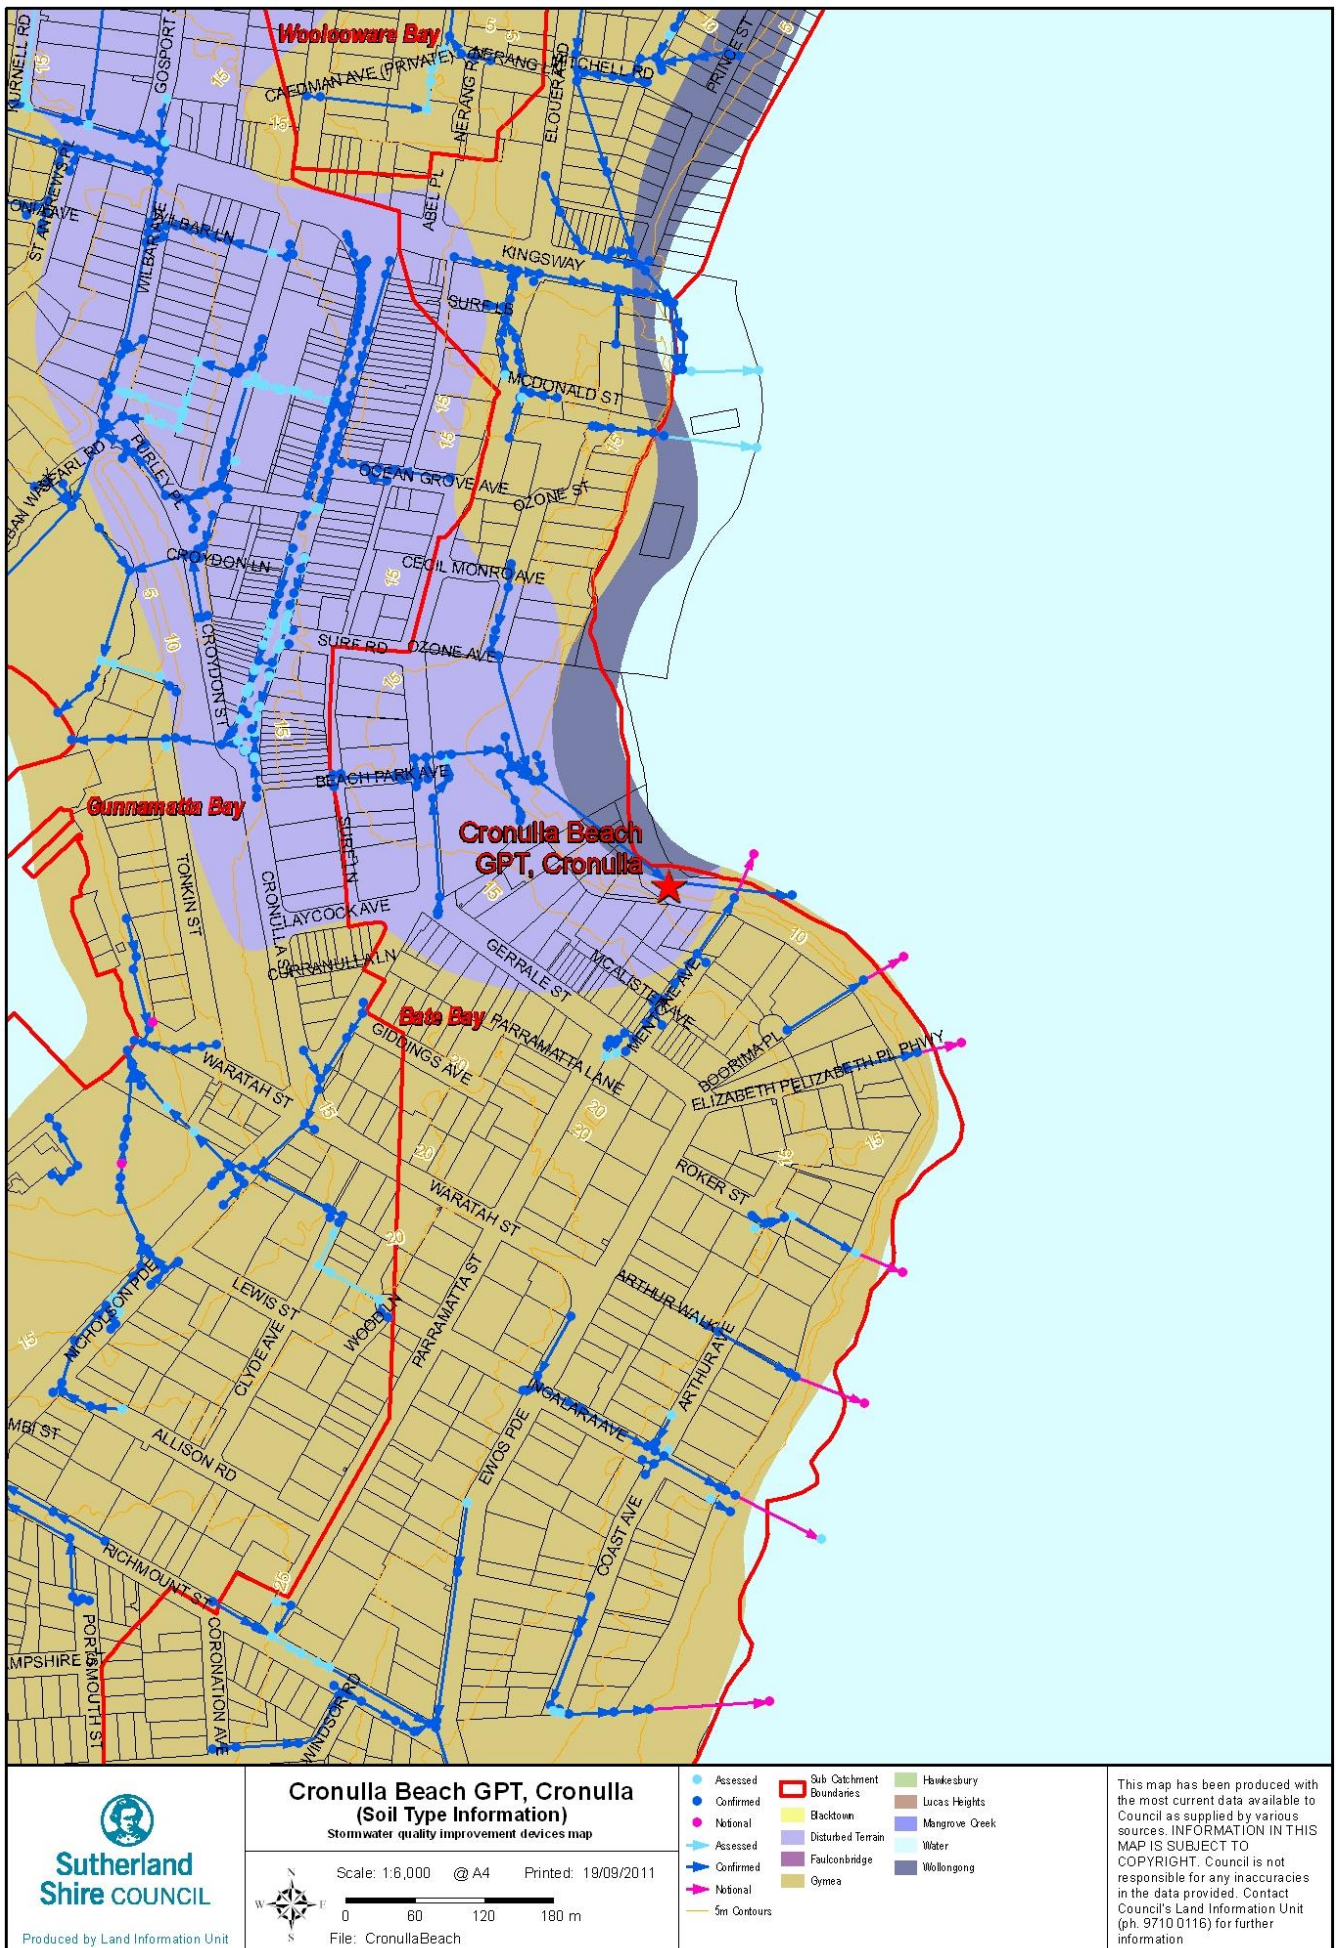 Woolooware Bay
KURNELL RD
GOSPORT S
CAEDMAN AVE (PRIVATE)
MITCHELL RD
PRINCE ST
ABEL PL
WILBAR LN
WILBAR AVE
KINGSWAY
MCDONALD ST
PURLEY PL
OCEAN GROVE AVE
OZONE ST
CROYDON LN
CECIL MONRO AVE
CROYDON ST
SURF RD
OZONE AVE
BEACH PARK AVE
Gunnamatta Bay
SURF LN
Cronulla Beach
GPT, Cronulla
TONKIN ST
CRONULLA ST
LAYCOCK AVE
CURRANULLA LN
GERRALE ST
MCALISTER AVE
MENTONE AVE
Bate Bay
GIDDINGS AVE
PARRAMATTA LANE
BOORIMA PL
WARATAH ST
ROKER ST
WARATAH ST
NICHOLSON PDE
LEWIS ST
CLYDE AVE
WOOD LN
PARRAMATTA ST
ARTHUR WALK
ARTHUR AVE
INGALARA AVE
EWOS PDE
MBI ST
ALLISON RD
COAST AVE
RICHMOUNT ST
PORTSMOUTH ST
CORONATION AVE
WINDSOR RD
Sutherland
Shire COUNCIL
Produced by Land Information Unit
Cronulla Beach GPT, Cronulla
(Soil Type Information)
Stormwater quality improvement devices map
Scale: 1:6,000 @ A4 Printed: 19/09/2011
N
W E
S
0 60 120 180 m
File: CronullaBeach
Assessed
Confirmed
Notional
Assessed
Confirmed
Notional
5m Contours
Sub Catchment
Boundaries
Blacktown
Disturbed Terrain
Faulconbridge
Gymea
Hawkesbury
Lucas Heights
Mangrove Creek
Water
Wollongong
This map has been produced with
the most current data available to
Council as supplied by various
sources. INFORMATION IN THIS
MAP IS SUBJECT TO
COPYRIGHT. Council is not
responsible for any inaccuracies
in the data provided. Contact
Council's Land Information Unit
(ph. 9710 0116) for further
information